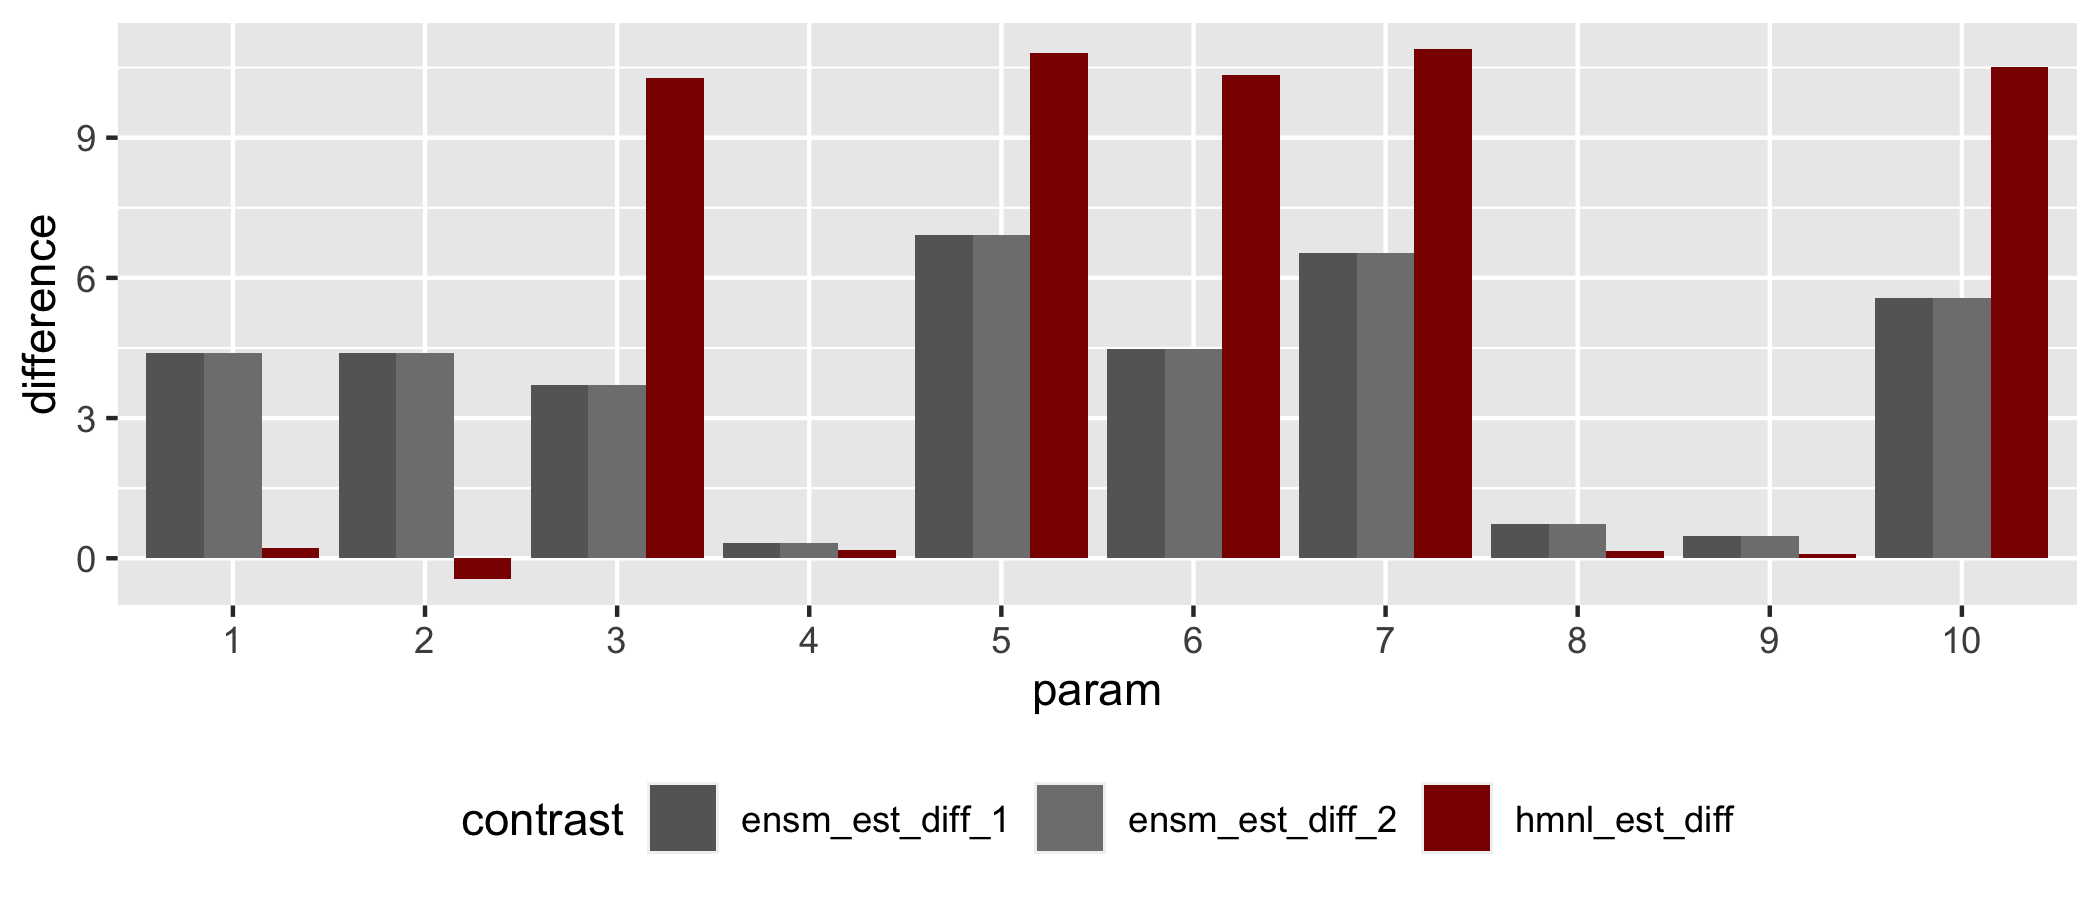 difference
9
6
3
0
1 2 3 4 5 6 7 8 9 10
param
contrast ensm_est_diff_1 ensm_est_diff_2 hmnl_est_diff